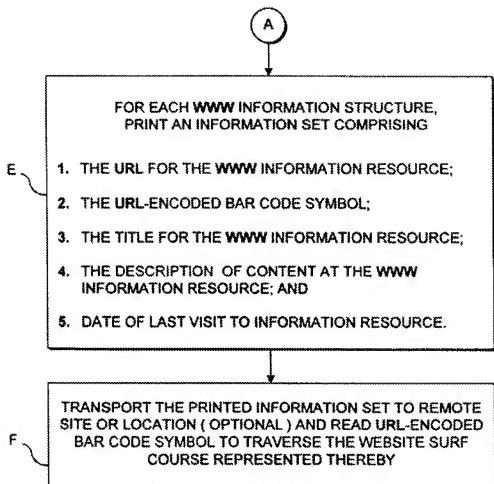 A
FOR EACH WWW INFORMATION STRUCTURE,
PRINT AN INFORMATION SET COMPRISING
E
1. THE URL FOR THE WWW INFORMATION RESOURCE;
2. THE URL-ENCODED BAR CODE SYMBOL;
3. THE TITLE FOR THE WWW INFORMATION RESOURCE;
4. THE DESCRIPTION OF CONTENT AT THE WWW
INFORMATION RESOURCE; AND
5. DATE OF LAST VISIT TO INFORMATION RESOURCE.
F
TRANSPORT THE PRINTED INFORMATION SET TO REMOTE
SITE OR LOCATION ( OPTIONAL ) AND READ URL-ENCODED
BAR CODE SYMBOL TO TRAVERSE THE WEBSITE SURF
COURSE REPRESENTED THEREBY